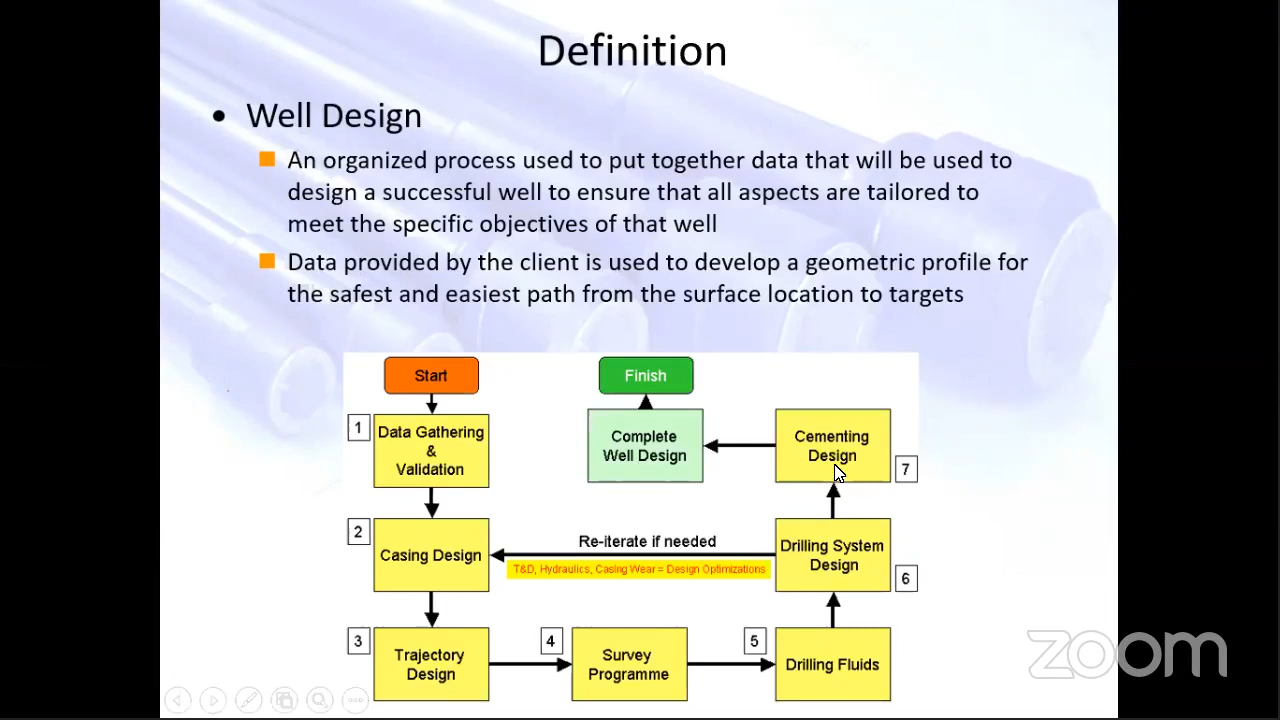 Definition
• Well Design
An organized process used to put together data that will be used to
design a successful well to ensure that all aspects are tailored to
meet the specific objectives of that well
Data provided by the client is used to develop a geometric profile for
the safest and easiest path from the surface location to targets
Start
Finish
1
Data Gathering
&
Validation
Complete
Well Design
Cementing
Design
7
2
Casing Design
Re-iterate if needed
T&D, Hydraulics, Casing Wear = Design Optimizations
Drilling System
Design
6
3
Trajectory
Design
4
Survey
Programme
5
Drilling Fluids
zoom